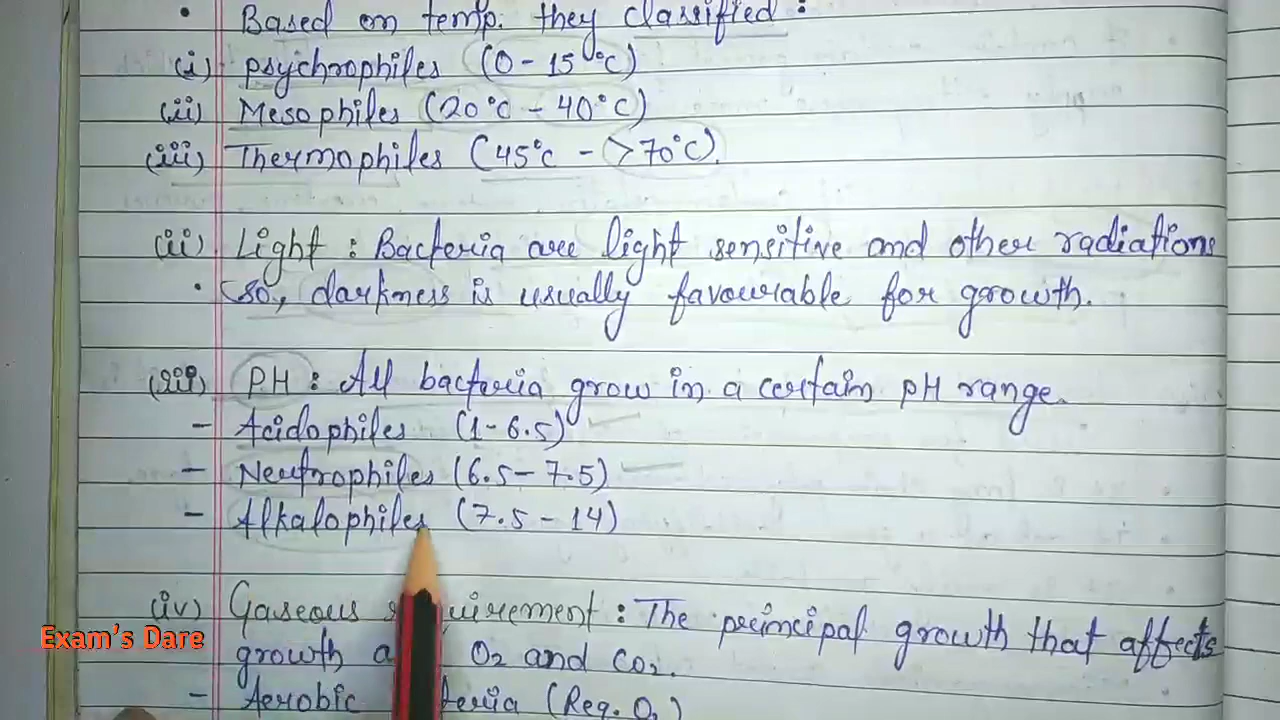 • Based on temp. they classified :
(i) psychrophiles (0 - 15°C)
(ii) Mesophiles (20°C - 40°C)
(iii) Thermophiles (45°C - >70°C).
(ii) Light : Bacteria are light sensitive and other radiations
• so, darkness is usually favourable for growth.
(iii) PH : All bacteria grow in a certain pH range.
- Acidophiles (1-6.5)
- Neutrophiles (6.5-7.5)
- Alkalophiles (7.5-14)
(iv) Gaseous : The principal growth that affects
Exam's Dare
growth O₂ and CO₂.
- Aerobic (Req. O₂)